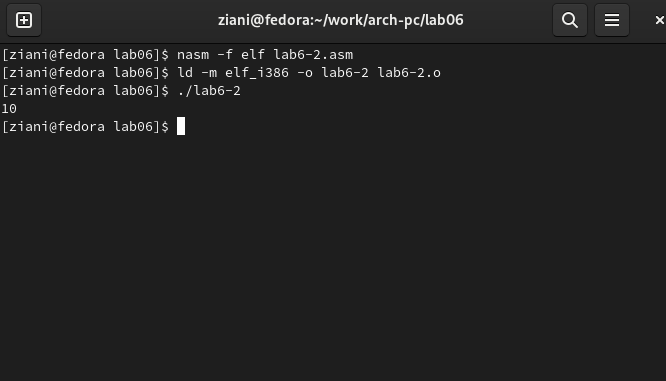 ziani@fedora:~/work/arch-pc/lab06
[ziani@fedora lab06]$ nasm -f elf lab6-2.asm
[ziani@fedora lab06]$ ld -m elf_i386 -o lab6-2 lab6-2.o
[ziani@fedora lab06]$ ./lab6-2
10
[ziani@fedora lab06]$